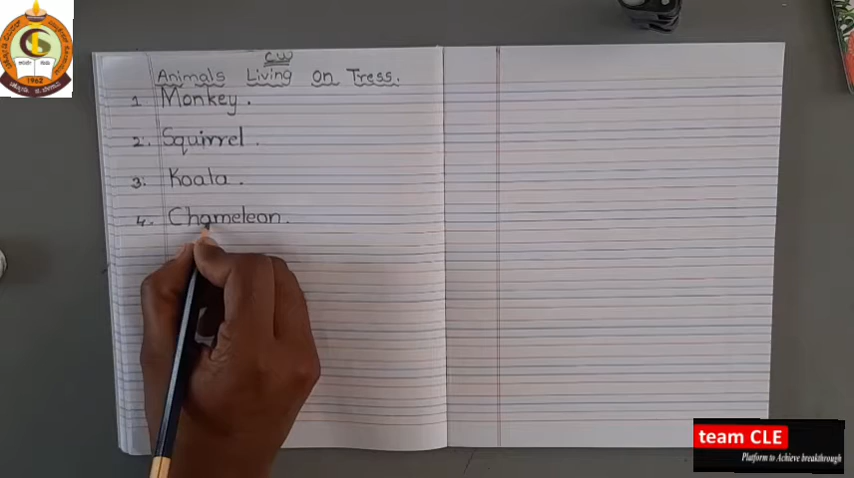 CW
Animals Living on Tress.
1. Monkey.
2. Squirrel.
3. Koala.
4. Chameleon.
1962
team CLE
Platform to Achieve breakthrough